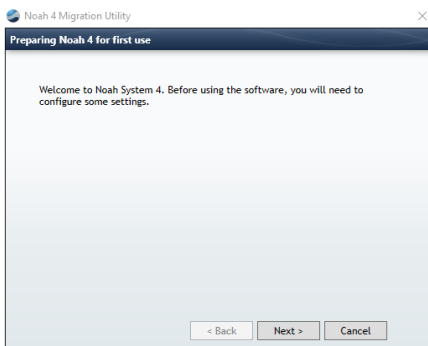 Noah 4 Migration Utility
Preparing Noah 4 for first use
Welcome to Noah System 4. Before using the software, you will need to
configure some settings.
< Back Next > Cancel